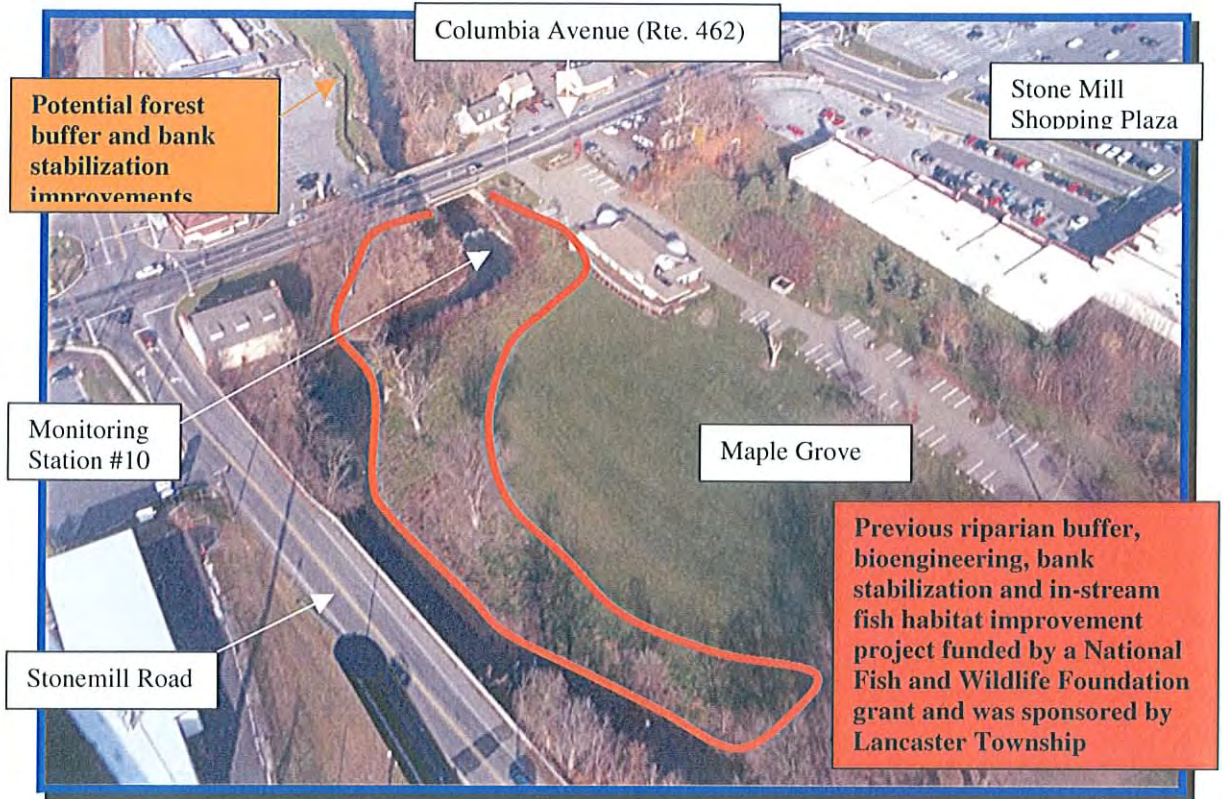 Columbia Avenue (Rte. 462)
Potential forest
buffer and bank
stabilization
improvements
Stone Mill
Shopping Plaza
Monitoring
Station #10
Maple Grove
Previous riparian buffer,
bioengineering, bank
stabilization and in-stream
fish habitat improvement
project funded by a National
Fish and Wildlife Foundation
grant and was sponsored by
Lancaster Township
Stonemill Road